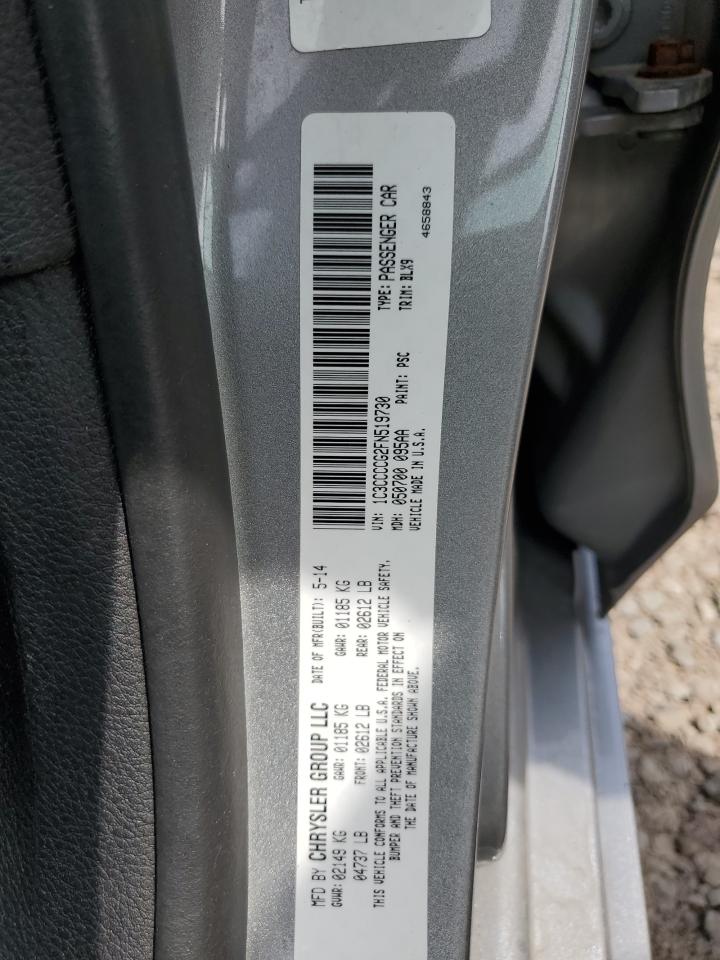 MFD BY CHRYSLER GROUP LLC DATE OF MFR(BUILT): 5-14
GVWR: 02149 KG GAWR: 01185 KG GAWR: 01185 KG
04737 LB FRONT: 02612 LB REAR: 02612 LB
THIS VEHICLE CONFORMS TO ALL APPLICABLE U.S.A. FEDERAL MOTOR VEHICLE SAFETY,
BUMPER AND THEFT PREVENTION STANDARDS IN EFFECT ON
THE DATE OF MANUFACTURE SHOWN ABOVE.
VIN: 1C3CCCCG2FN519730 TYPE: PASSENGER CAR
MDH: 050700 095AA PAINT: PSC TRIM: BLX9
VEHICLE MADE IN U.S.A. 4658843